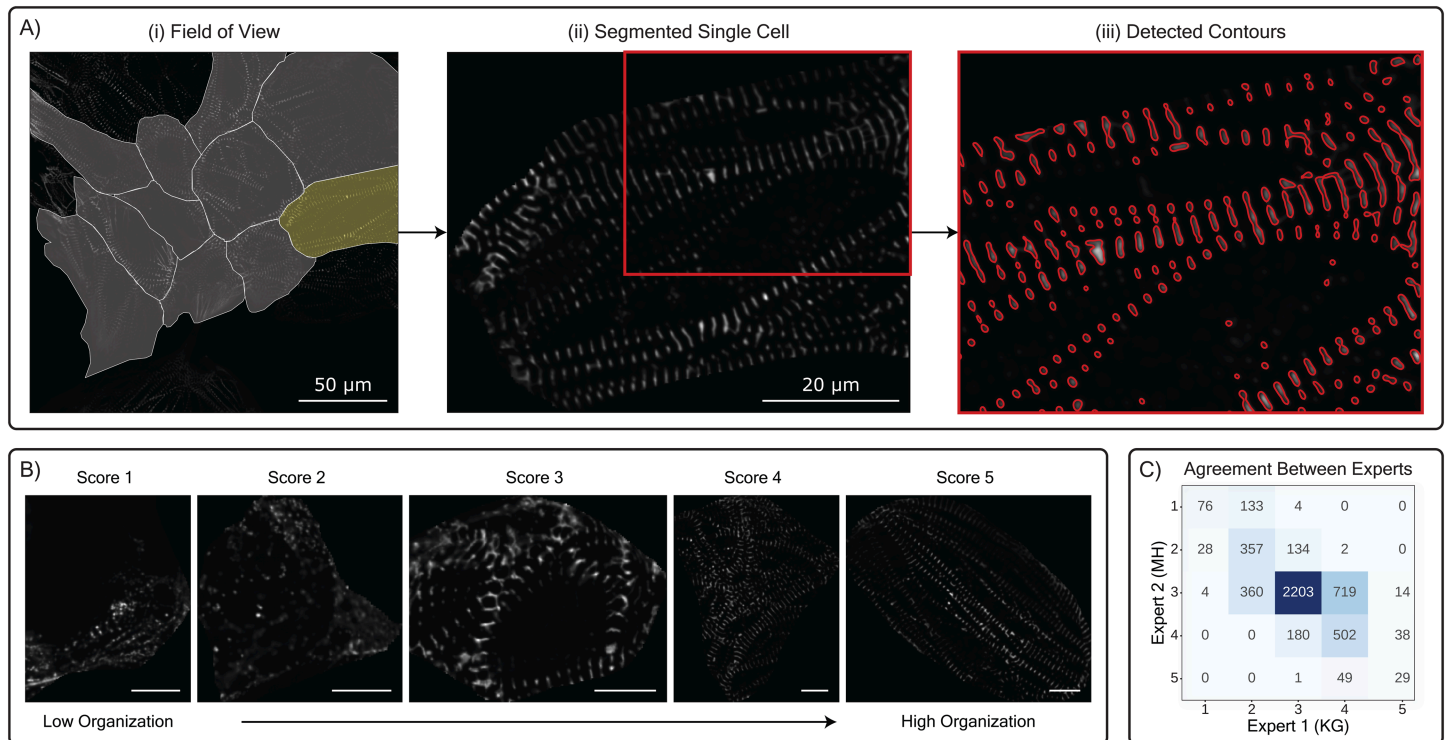 A)
(i) Field of View
(ii) Segmented Single Cell
(iii) Detected Contours
50 μm
20 μm
B)
Score 1
Score 2
Score 3
Score 4
Score 5
Low Organization
High Organization
C)
Agreement Between Experts
Expert 2 (MH)
1 76 133 4 0 0
2 28 357 134 2 0
3 4 360 2203 719 14
4 0 0 180 502 38
5 0 0 1 49 29
1 2 3 4 5
Expert 1 (KG)